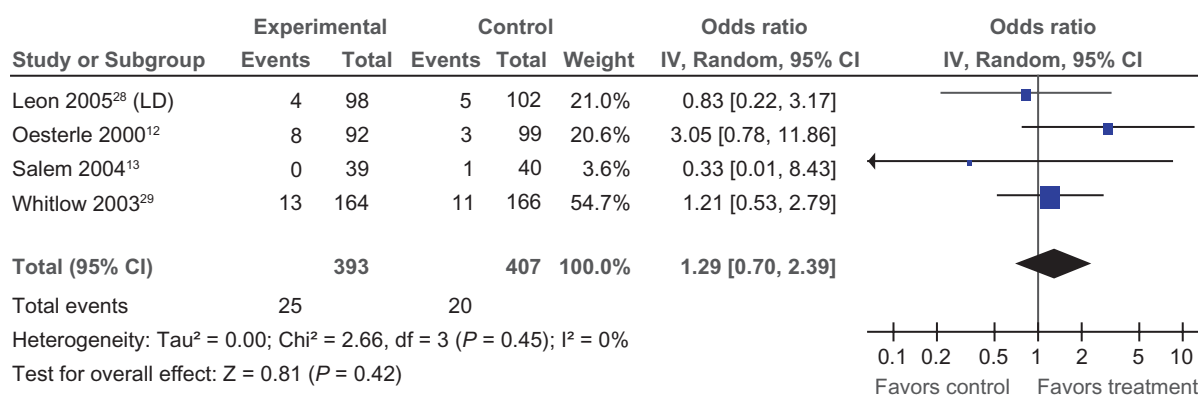 Experimental Control Odds ratio Odds ratio
Study or Subgroup Events Total Events Total Weight IV, Random, 95% CI IV, Random, 95% CI
Leon 2005²⁸ (LD) 4 98 5 102 21.0% 0.83 [0.22, 3.17]
Oesterle 2000¹² 8 92 3 99 20.6% 3.05 [0.78, 11.86]
Salem 2004¹³ 0 39 1 40 3.6% 0.33 [0.01, 8.43]
Whitlow 2003²⁹ 13 164 11 166 54.7% 1.21 [0.53, 2.79]
Total (95% CI) 393 407 100.0% 1.29 [0.70, 2.39]
Total events 25 20
Heterogeneity: Tau² = 0.00; Chi² = 2.66, df = 3 (P = 0.45); I² = 0%
Test for overall effect: Z = 0.81 (P = 0.42)
0.1 0.2 0.5 1 2 5 10
Favors control Favors treatment